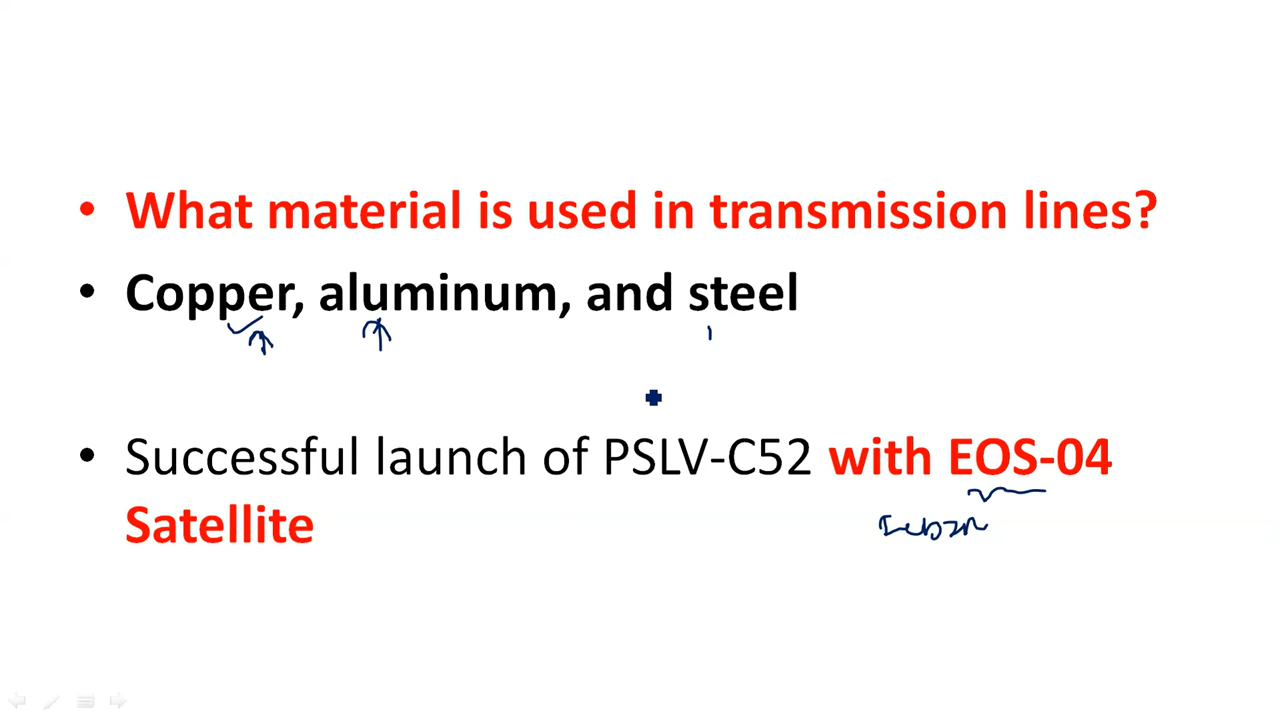 • What material is used in transmission lines?
• Copper, aluminum, and steel
• Successful launch of PSLV-C52 with EOS-04
Satellite